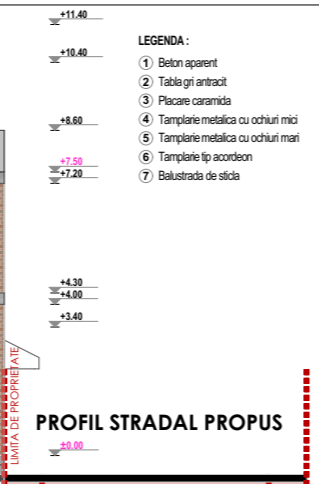 +11.40
+10.40
+8.60
+7.50
+7.20
+4.30
+4.00
+3.40
±0.00
LEGENDA :
1 Beton aparent
2 Tabla gri antracit
3 Placare caramida
4 Tamplarie metalica cu ochiuri mici
5 Tamplarie metalica cu ochiuri mari
6 Tamplarie tip acordeon
7 Balustrada de sticla
LIMITA DE PROPRIETATE
PROFIL STRADAL PROPUS